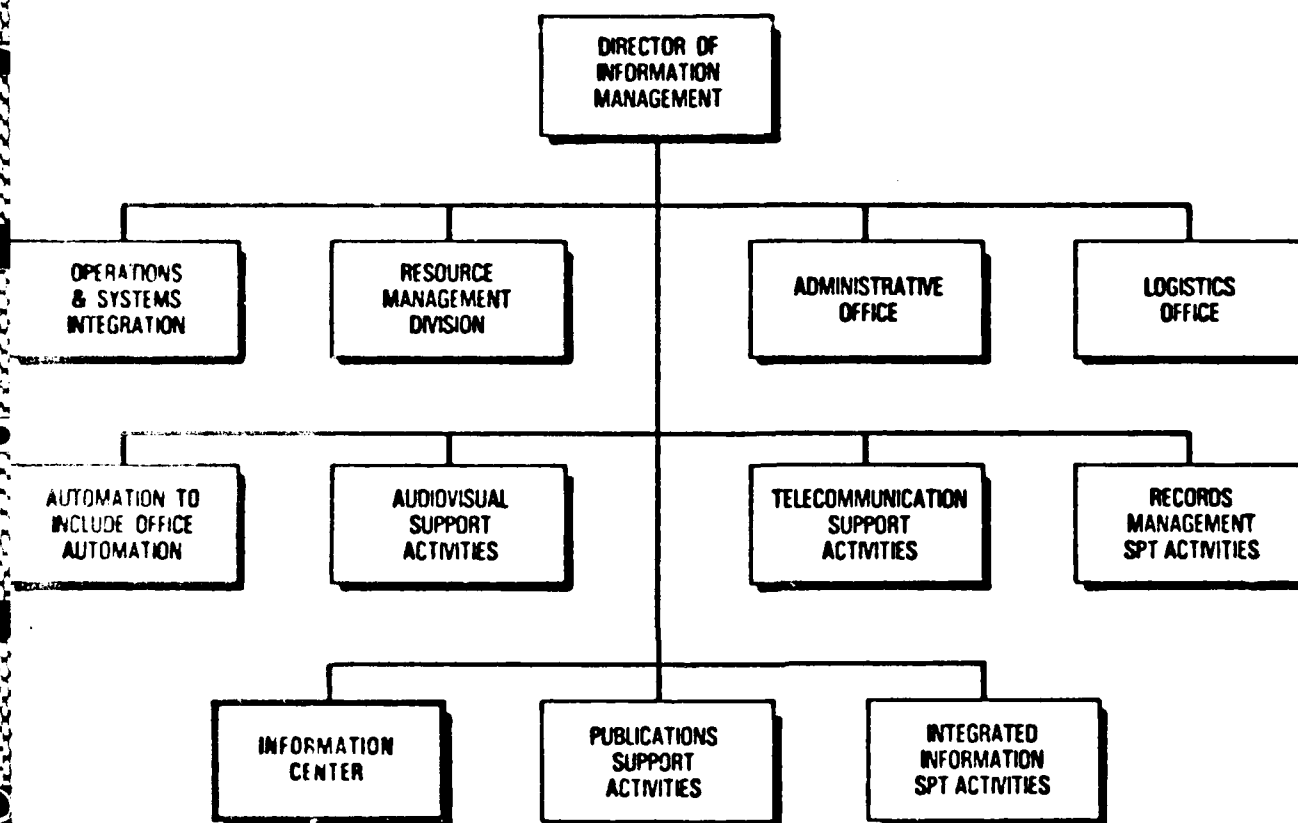 DIRECTOR OF
INFORMATION
MANAGEMENT
OPERATIONS
& SYSTEMS
INTEGRATION
RESOURCE
MANAGEMENT
DIVISION
ADMINISTRATIVE
OFFICE
LOGISTICS
OFFICE
AUTOMATION TO
INCLUDE OFFICE
AUTOMATION
AUDIOVISUAL
SUPPORT
ACTIVITIES
TELECOMMUNICATION
SUPPORT
ACTIVITIES
RECORDS
MANAGEMENT
SPT ACTIVITIES
INFORMATION
CENTER
PUBLICATIONS
SUPPORT
ACTIVITIES
INTEGRATED
INFORMATION
SPT ACTIVITIES